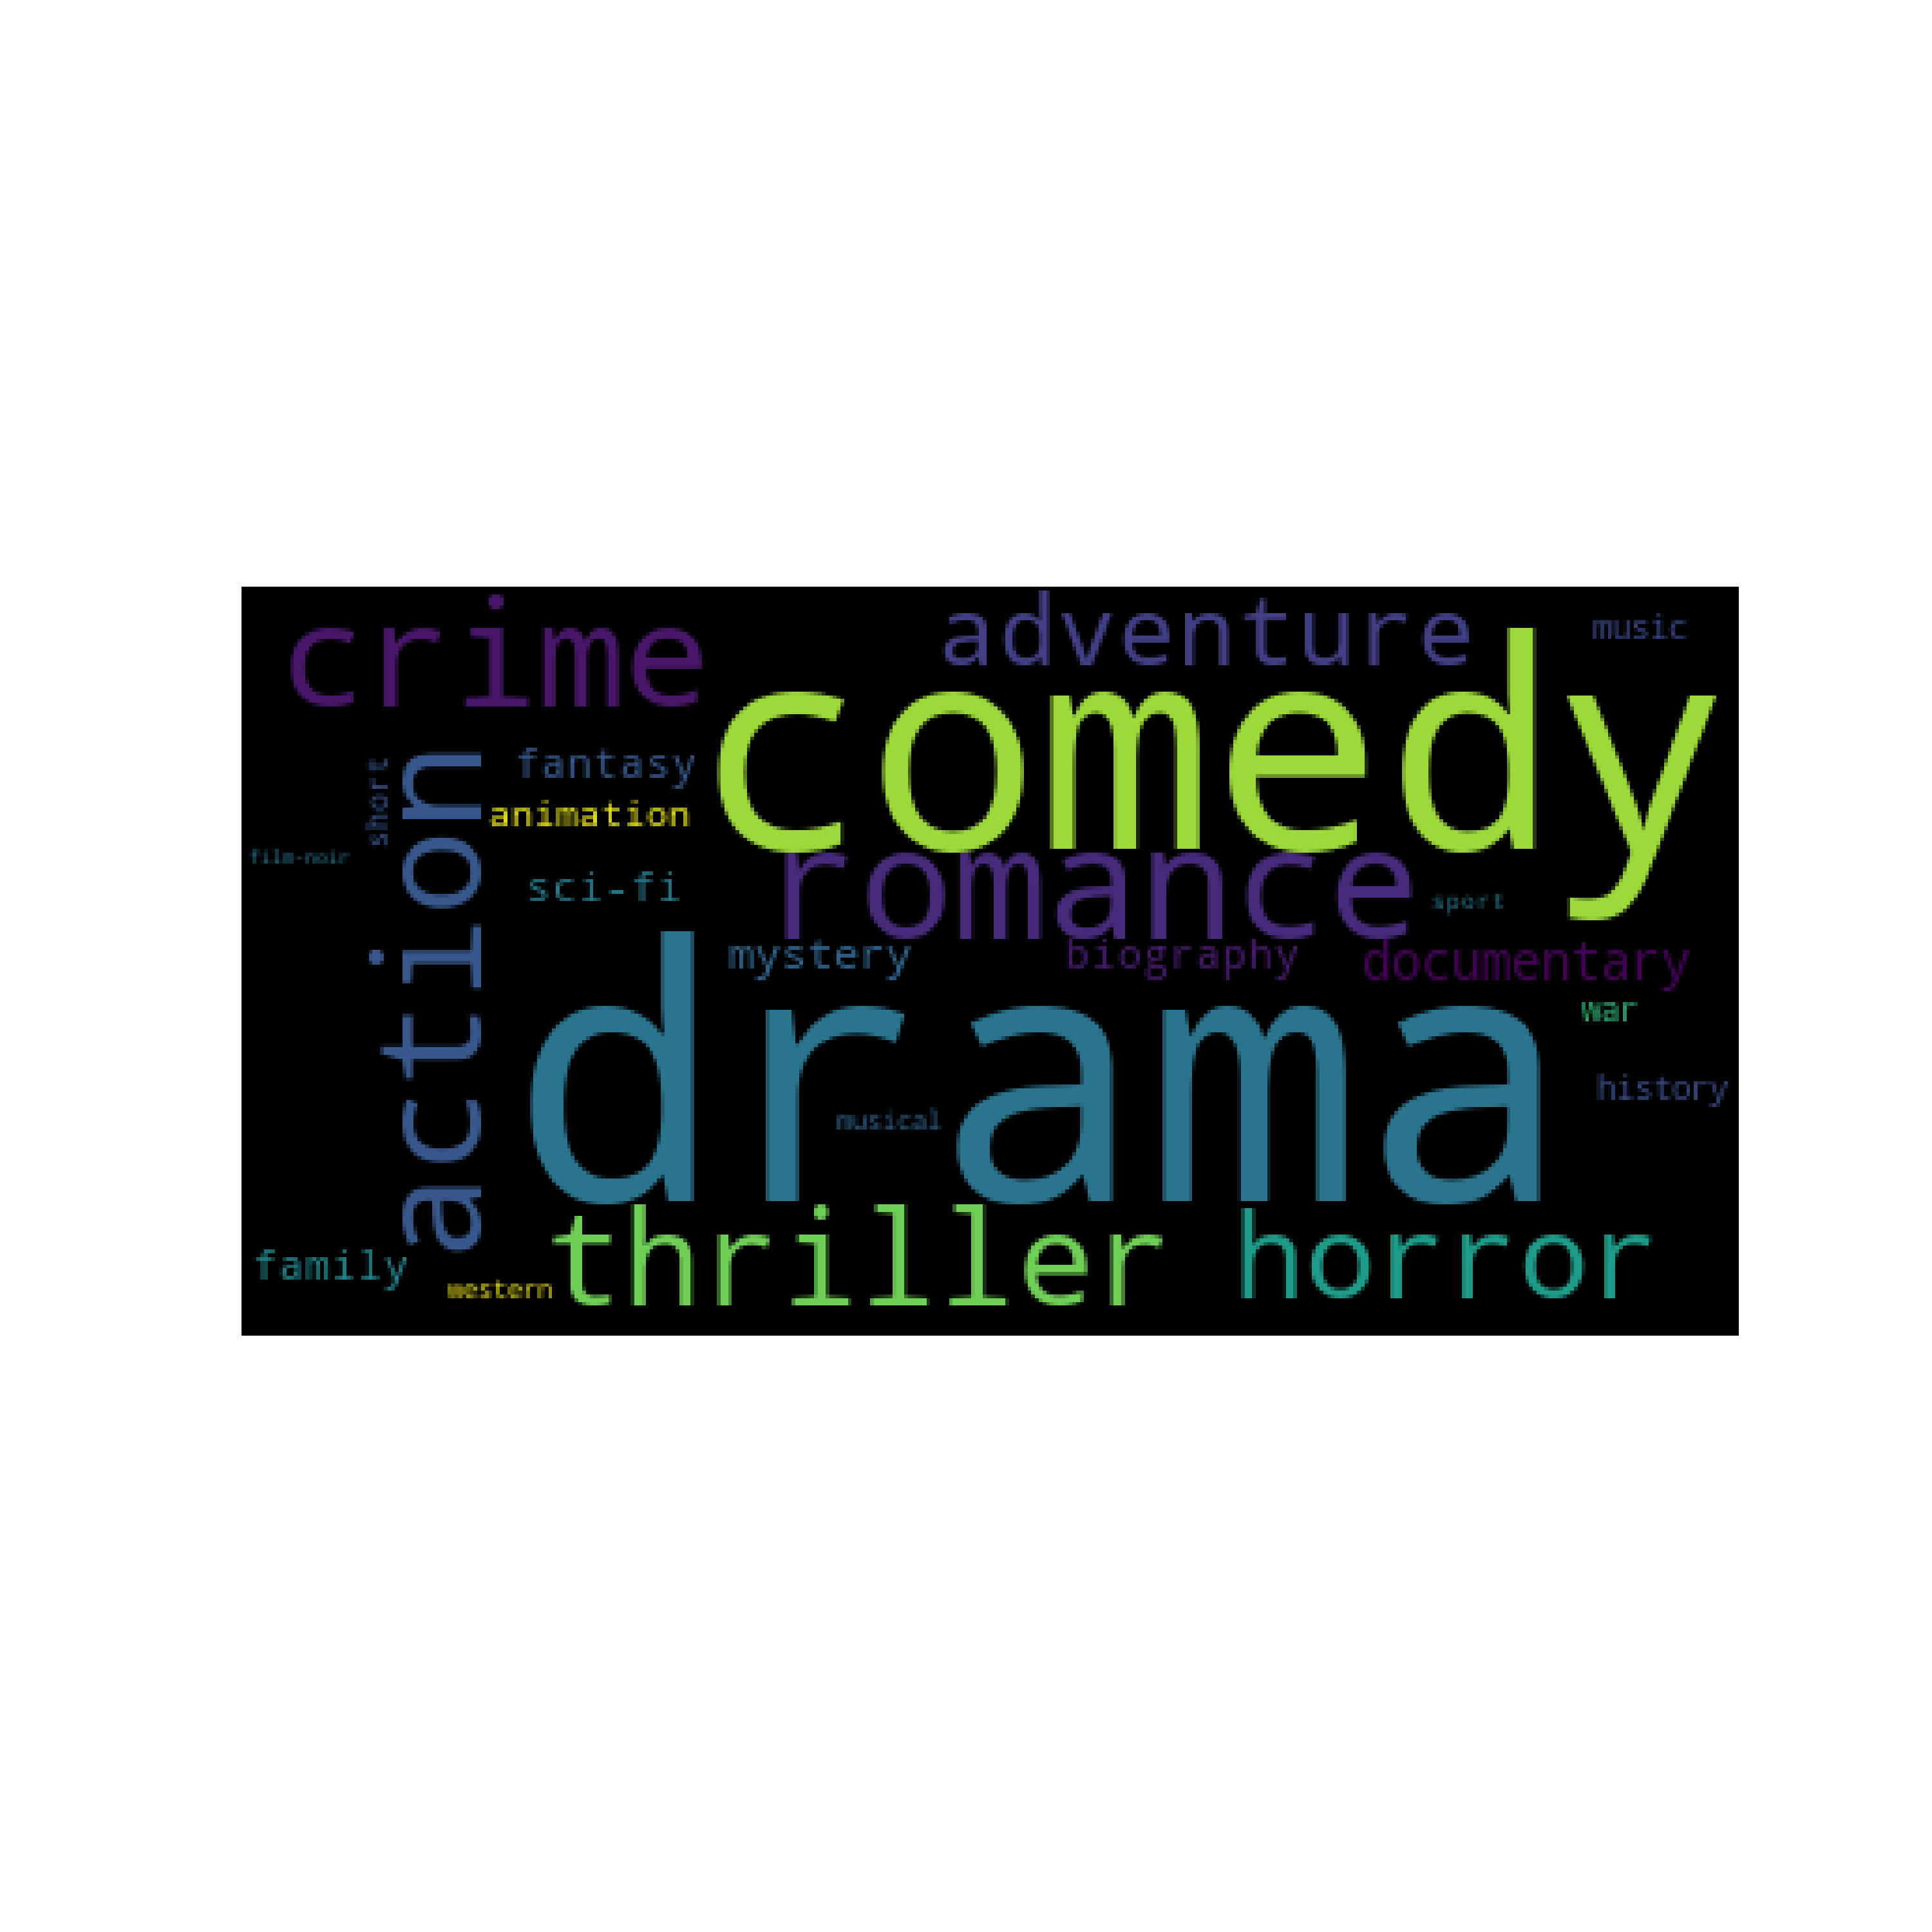 crime
adventure
music
comedy
fantasy
short
animation
action
film-noir
romance
sci-fi
sport
mystery
biography
documentary
war
drama
history
musical
thriller
horror
family
western